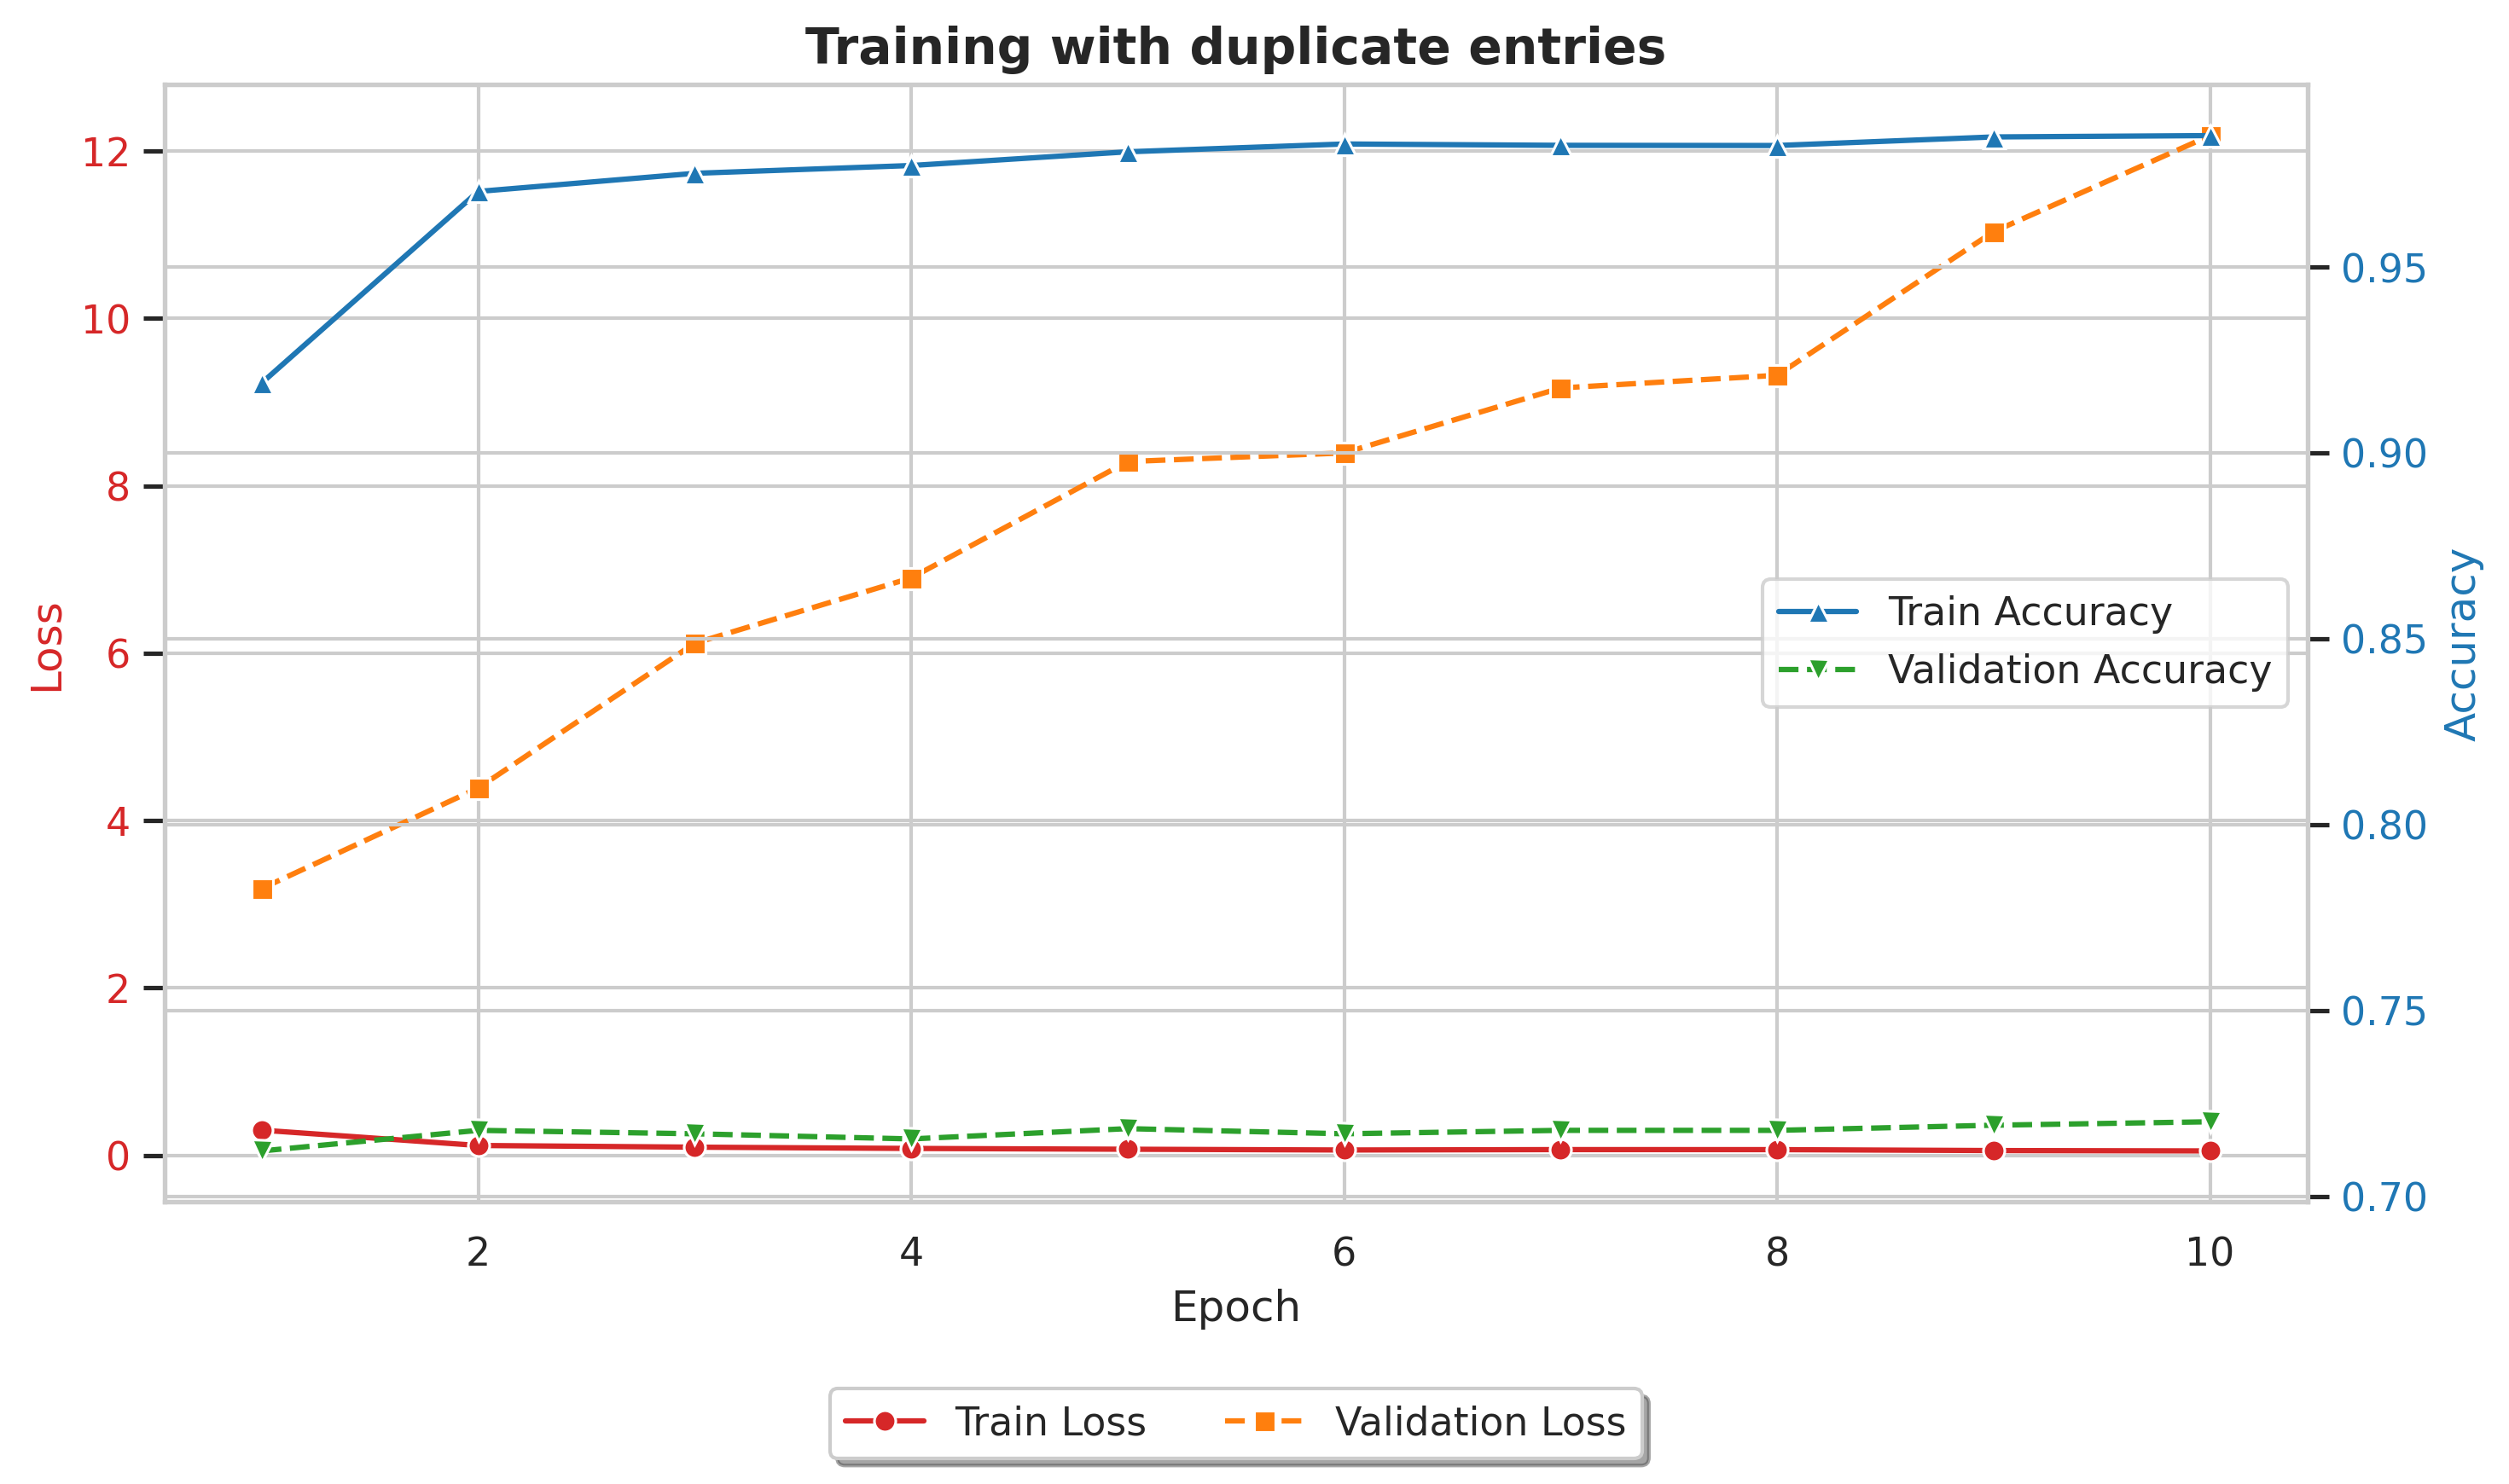 Training with duplicate entries
12
10
8
6
4
2
0
Loss
0.95
0.90
0.85
0.80
0.75
0.70
Accuracy
Train Accuracy
Validation Accuracy
2 4 6 8 10
Epoch
Train Loss Validation Loss